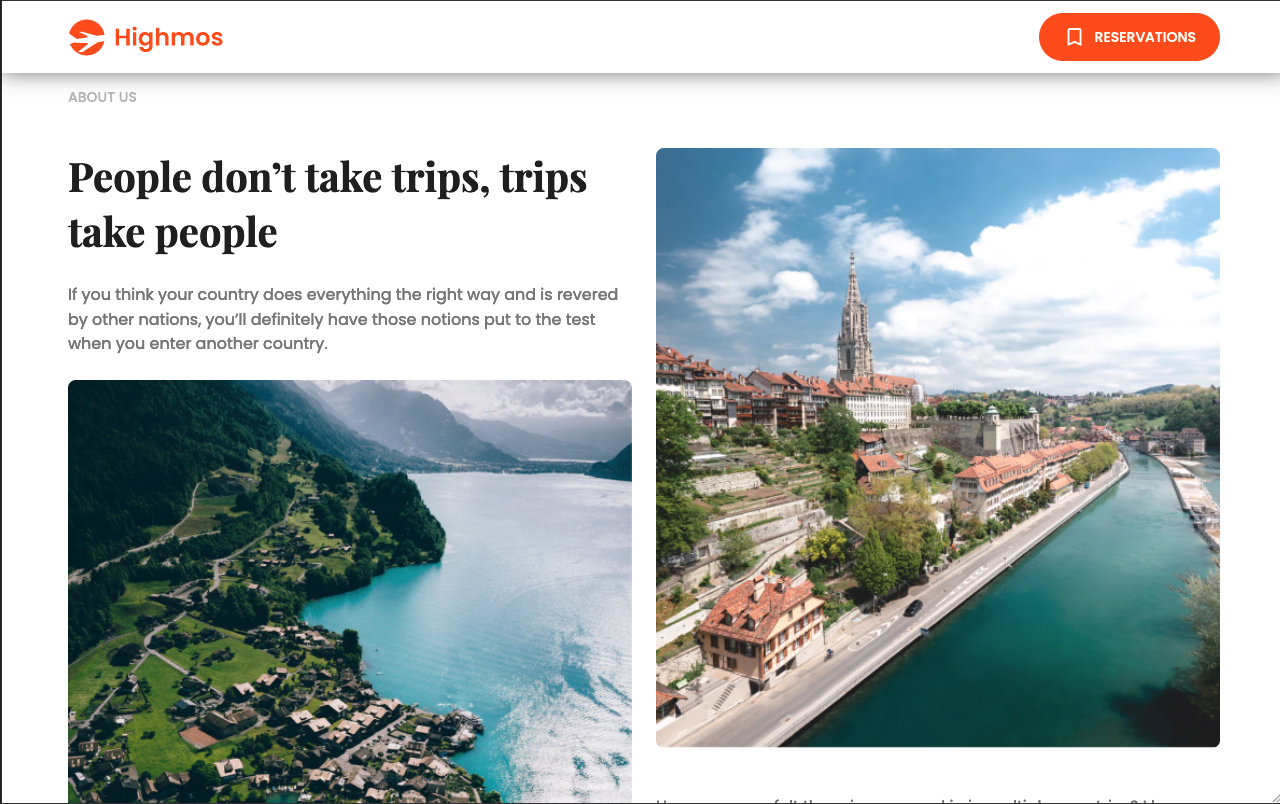 Highmos
RESERVATIONS
ABOUT US
People don’t take trips, trips
take people
If you think your country does everything the right way and is revered
by other nations, you’ll definitely have those notions put to the test
when you enter another country.